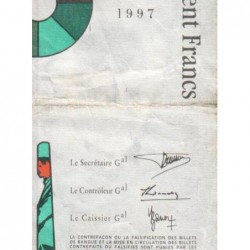 1997
ent Francs
Le Secrétaire Gal
Le Contrôleur Gal
Le Caissier Gal
LA CONTREFAÇON OU LA FALSIFICATION DES BILLETS
DE BANQUE ET LA MISE EN CIRCULATION DES BILLETS
CONTREFAITS OU FALSIFIÉS SONT PUNIES PAR LES